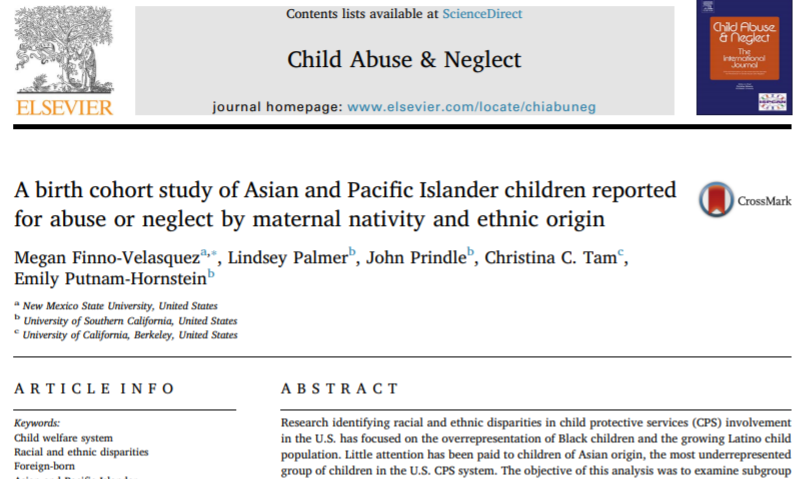 Contents lists available at ScienceDirect
Child Abuse & Neglect
journal homepage: www.elsevier.com/locate/chiabuneg
ELSEVIER
Child Abuse
& Neglect
The
International
Journal
CrossMark
A birth cohort study of Asian and Pacific Islander children reported
for abuse or neglect by maternal nativity and ethnic origin
Megan Finno-Velasquez a,*, Lindsey Palmer b, John Prindle b, Christina C. Tam c,
Emily Putnam-Hornstein b
a New Mexico State University, United States
b University of Southern California, United States
c University of California, Berkeley, United States
ARTICLE INFO
Keywords:
Child welfare system
Racial and ethnic disparities
Foreign-born
ABSTRACT
Research identifying racial and ethnic disparities in child protective services (CPS) involvement
in the U.S. has focused on the overrepresentation of Black children and the growing Latino child
population. Little attention has been paid to children of Asian origin, the most underrepresented
group of children in the U.S. CPS system. The objective of this analysis was to examine subgroup